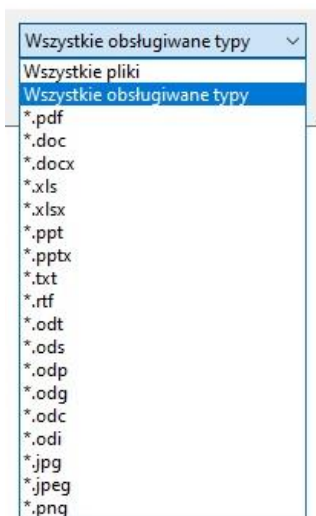 Wszystkie obsługiwane typy
Wszystkie pliki
Wszystkie obsługiwane typy
*.pdf
*.doc
*.docx
*.xls
*.xlsx
*.ppt
*.pptx
*.txt
*.rtf
*.odt
*.ods
*.odp
*.odg
*.odc
*.odi
*.jpg
*.jpeg
*.png